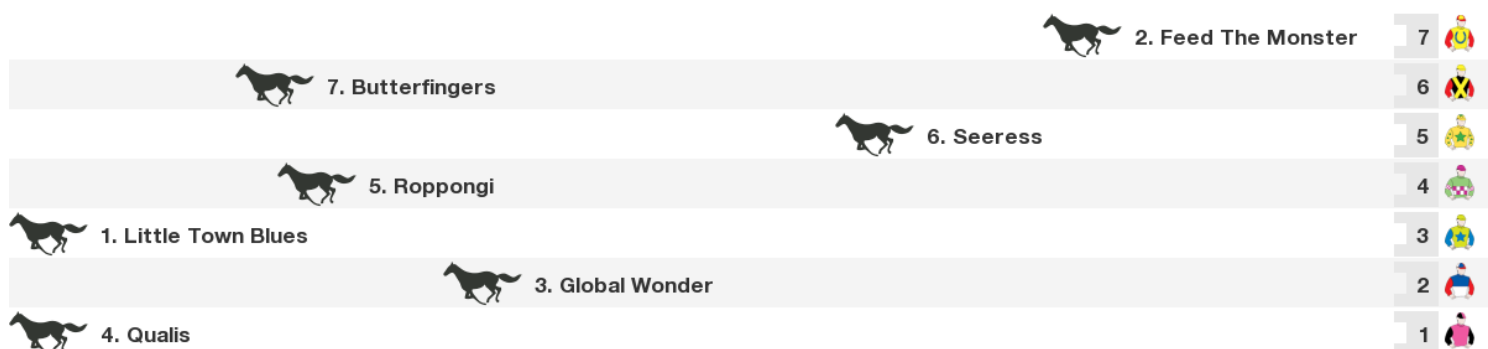 2. Feed The Monster 7
7. Butterfingers 6
6. Seeress 5
5. Roppongi 4
1. Little Town Blues 3
3. Global Wonder 2
4. Qualis 1